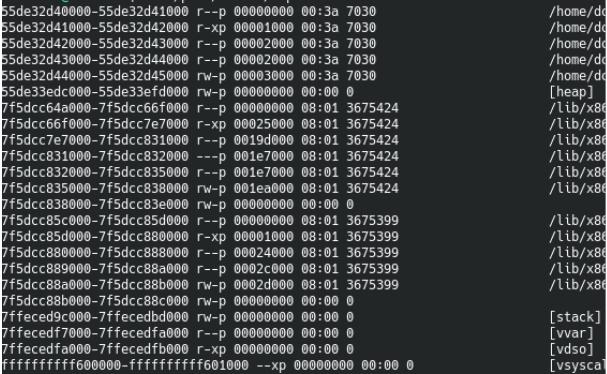 55de32d40000-55de32d41000 r--p 00000000 00:3a 7030 /home/do
55de32d41000-55de32d42000 r-xp 00001000 00:3a 7030 /home/do
55de32d42000-55de32d43000 r--p 00002000 00:3a 7030 /home/do
55de32d43000-55de32d44000 r--p 00002000 00:3a 7030 /home/do
55de32d44000-55de32d45000 rw-p 00003000 00:3a 7030 /home/do
55de33edc000-55de33efd000 rw-p 00000000 00:00 0 [heap]
7f5dcc64a000-7f5dcc66f000 r--p 00000000 08:01 3675424 /lib/x86
7f5dcc66f000-7f5dcc7e7000 r-xp 00025000 08:01 3675424 /lib/x86
7f5dcc7e7000-7f5dcc831000 r--p 0019d000 08:01 3675424 /lib/x86
7f5dcc831000-7f5dcc832000 ---p 001e7000 08:01 3675424 /lib/x86
7f5dcc832000-7f5dcc835000 r--p 001e7000 08:01 3675424 /lib/x86
7f5dcc835000-7f5dcc838000 rw-p 001ea000 08:01 3675424 /lib/x86
7f5dcc838000-7f5dcc83e000 rw-p 00000000 00:00 0
7f5dcc85c000-7f5dcc85d000 r--p 00000000 08:01 3675399 /lib/x86
7f5dcc85d000-7f5dcc880000 r-xp 00001000 08:01 3675399 /lib/x86
7f5dcc880000-7f5dcc888000 r--p 00024000 08:01 3675399 /lib/x86
7f5dcc889000-7f5dcc88a000 r--p 0002c000 08:01 3675399 /lib/x86
7f5dcc88a000-7f5dcc88b000 rw-p 0002d000 08:01 3675399 /lib/x86
7f5dcc88b000-7f5dcc88c000 rw-p 00000000 00:00 0
7ffeced9c000-7ffecedbd000 rw-p 00000000 00:00 0 [stack]
7ffecedf7000-7ffecedfa000 r--p 00000000 00:00 0 [vvar]
7ffecedfa000-7ffecedfb000 r-xp 00000000 00:00 0 [vdso]
ffffffffff600000-ffffffffff601000 --xp 00000000 00:00 0 [vsyscal